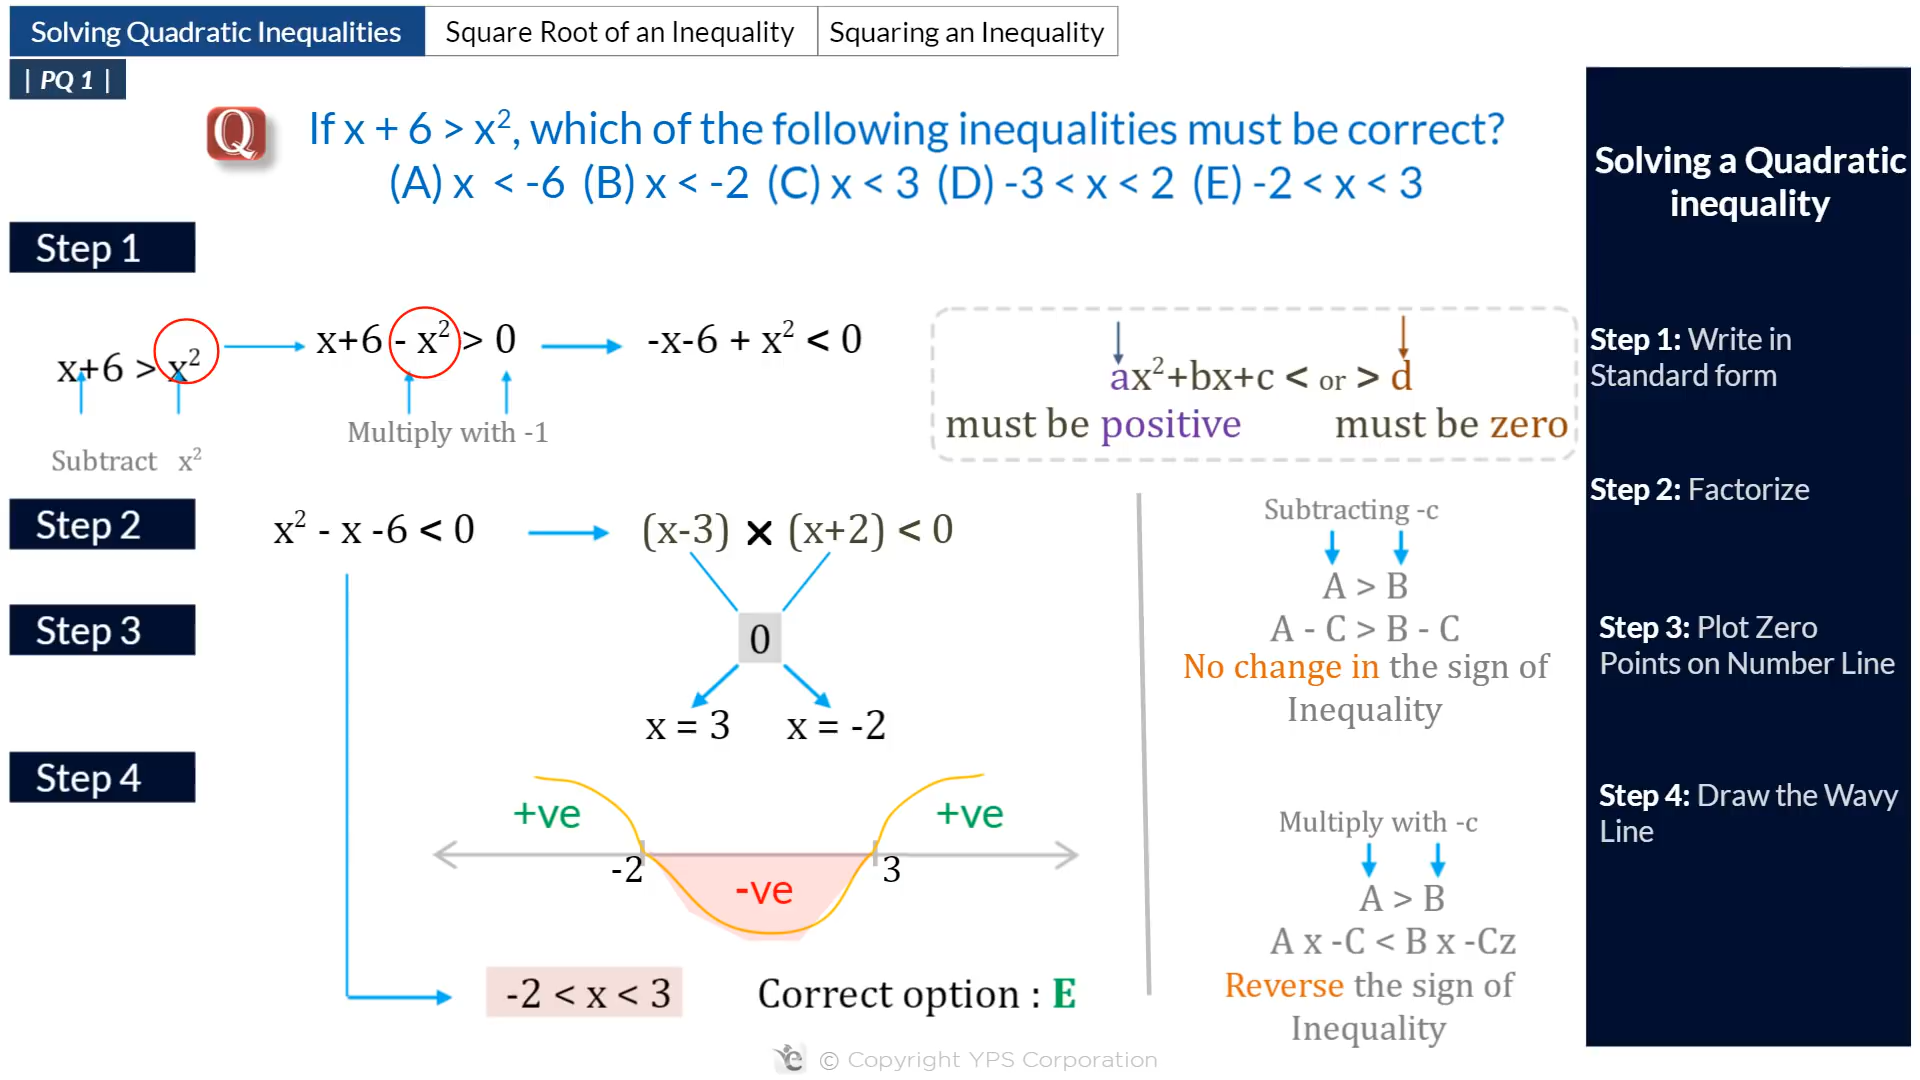 Solving Quadratic Inequalities
Square Root of an Inequality
Squaring an Inequality
| PQ 1 |
Q
If x + 6 > x², which of the following inequalities must be correct?
(A) x < -6 (B) x < -2 (C) x < 3 (D) -3 < x < 2 (E) -2 < x < 3
Step 1
x+6 > x²
x+6 - x² > 0
-x-6 + x² < 0
Subtract x²
Multiply with -1
ax²+bx+c < or > d
must be positive
must be zero
Step 2
x² - x -6 < 0
(x-3) × (x+2) < 0
Step 3
0
x = 3
x = -2
Step 4
+ve
+ve
-2
3
-ve
-2 < x < 3
Correct option : E
Subtracting -c
A > B
A - C > B - C
No change in the sign of
Inequality
Multiply with -c
A > B
A x -C < B x -Cz
Reverse the sign of
Inequality
Solving a Quadratic
inequality
Step 1: Write in
Standard form
Step 2: Factorize
Step 3: Plot Zero
Points on Number Line
Step 4: Draw the Wavy
Line
e © Copyright YPS Corporation